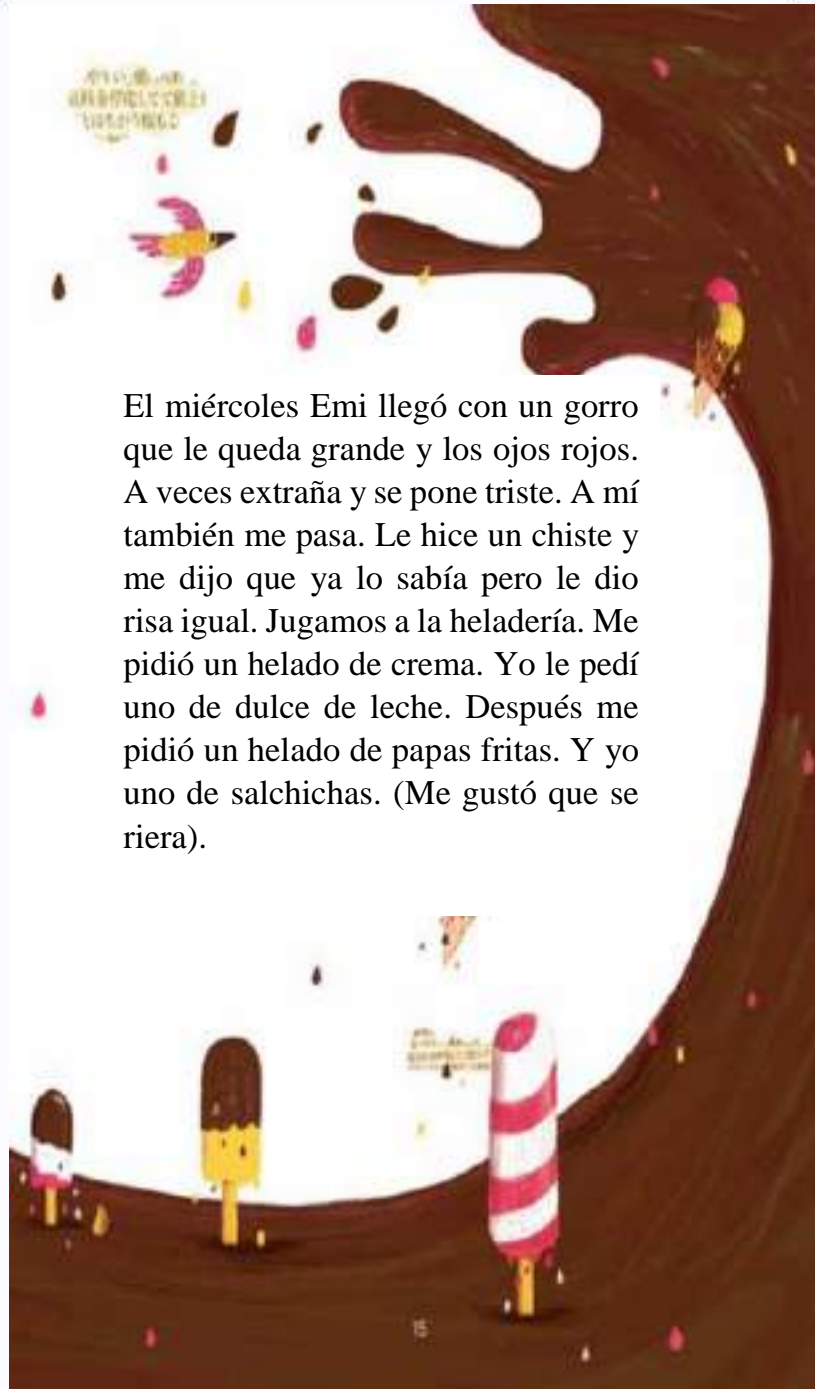 El miércoles Emi llegó con un gorro
que le queda grande y los ojos rojos.
A veces extraña y se pone triste. A mí
también me pasa. Le hice un chiste y
me dijo que ya lo sabía pero le dio
risa igual. Jugamos a la heladería. Me
pidió un helado de crema. Yo le pedí
uno de dulce de leche. Después me
pidió un helado de papas fritas. Y yo
uno de salchichas. (Me gustó que se
riera).
15